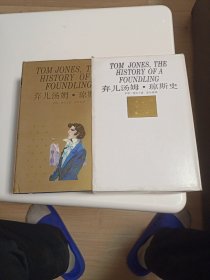 TOM JONES, THE
HISTORY OF A
FOUNDLING
弃儿汤姆·琼斯
TOM JONES, THE
HISTORY OF A
FOUNDLING
弃儿汤姆·琼斯史